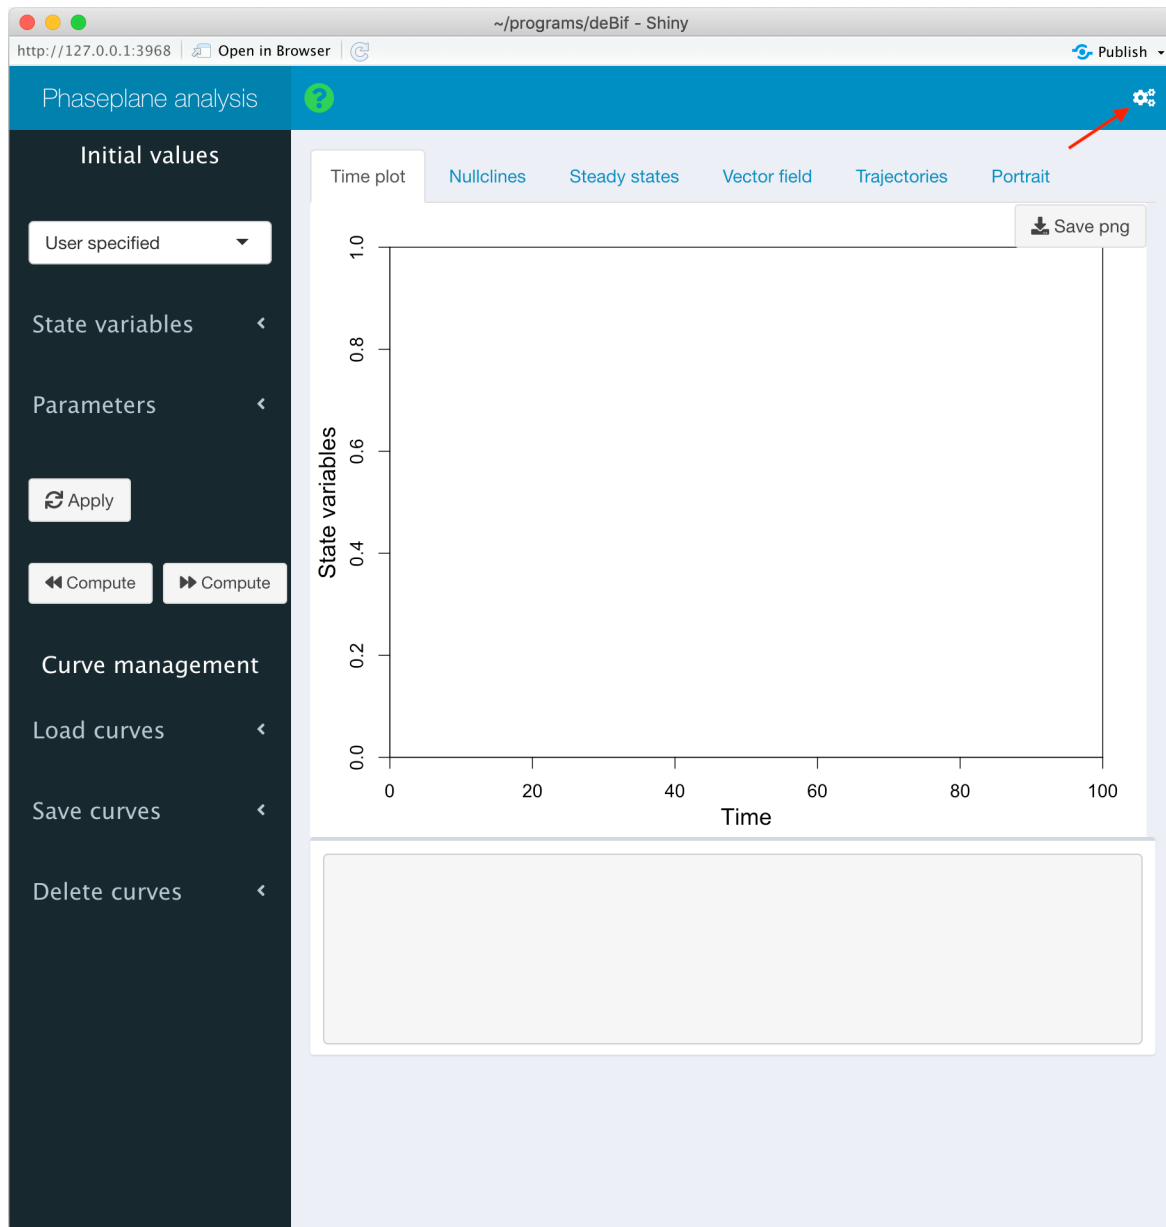 ~/programs/deBif - Shiny
http://127.0.0.1:3968 Open in Browser Publish
Phaseplane analysis ?
Initial values
User specified
State variables
Parameters
Apply
Compute Compute
Curve management
Load curves
Save curves
Delete curves
Time plot Nullclines Steady states Vector field Trajectories Portrait
Save png
State variables
1.0
0.8
0.6
0.4
0.2
0.0
0 20 40 60 80 100
Time